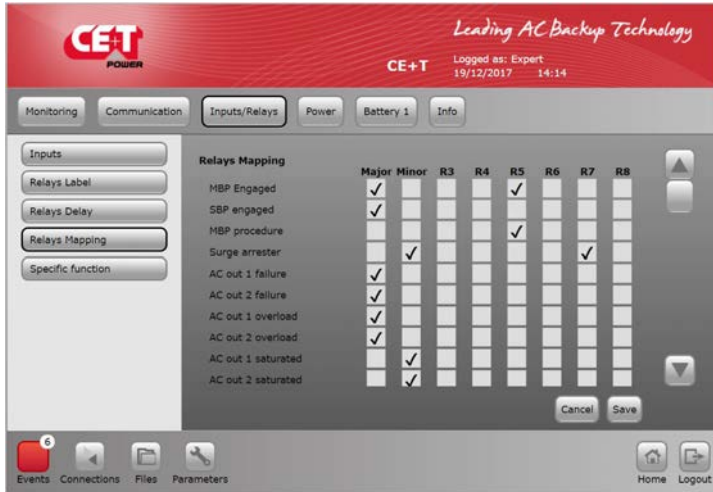 CE+T
POWER
Leading AC Backup Technology
CE+T
Logged as: Expert
19/12/2017 14:14
Monitoring Communication Inputs/Relays Power Battery 1 Info
Inputs
Relays Label
Relays Delay
Relays Mapping
Specific function
Relays Mapping
Major Minor R3 R4 R5 R6 R7 R8
MBP Engaged
SBP engaged
MBP procedure
Surge arrester
AC out 1 failure
AC out 2 failure
AC out 1 overload
AC out 2 overload
AC out 1 saturated
AC out 2 saturated
Cancel Save
6
Events Connections Files Parameters Home Logout